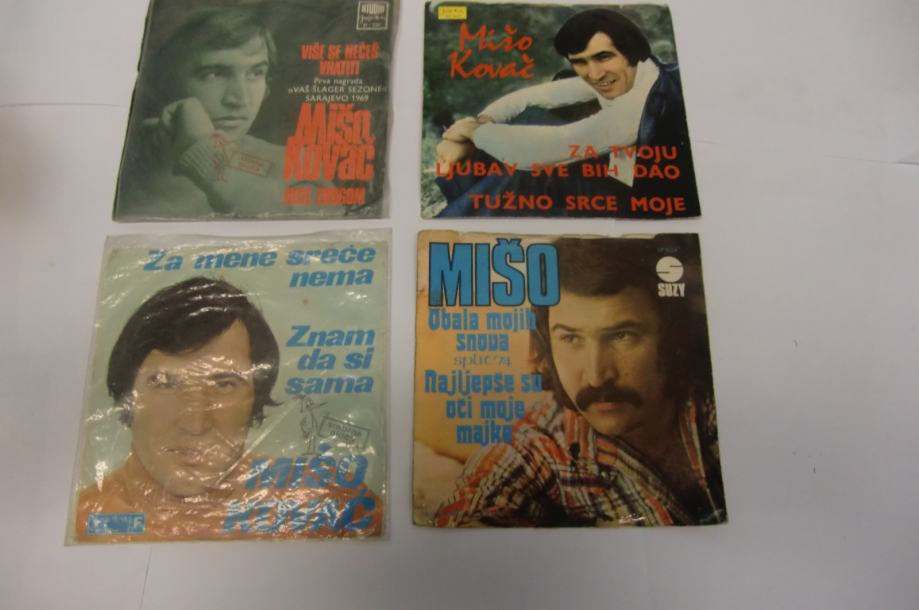 STUDIO
VIŠE SE NEĆEŠ
VRATITI
Prva nagrada
»VAŠ ŠLAGER SEZONE«
SARAJEVO 1969
Mišo
Kovač
Mišo
Kovač
ZA TVOJU
LJUBAV SVE BIH DAO
TUŽNO SRCE MOJE
Za mene sreće
nema
Znam
da si
sama
MIŠO
KOVAČ
MIŠO
Obala mojih
snova
split '74
Najljepše su
oči moje
majke
SUZY